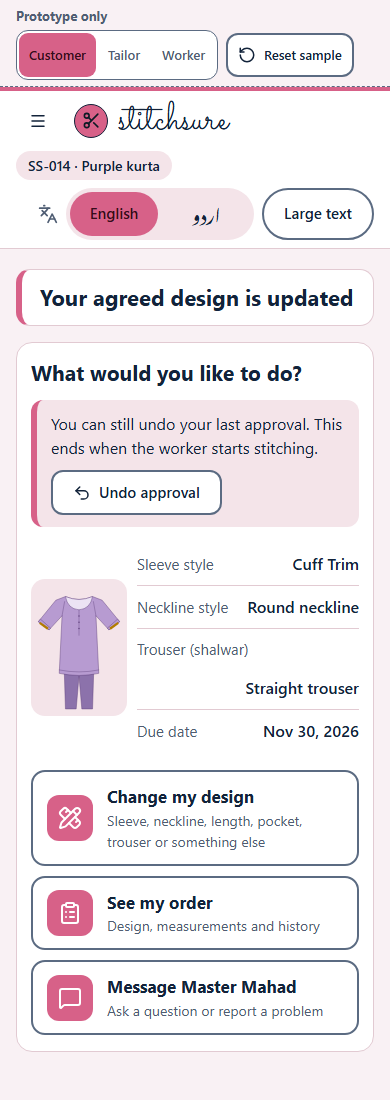 Prototype only
Customer Tailor Worker Reset sample
stitchsure
SS-014 · Purple kurta
English اردو Large text
Your agreed design is updated
What would you like to do?
You can still undo your last approval. This
ends when the worker starts stitching.
Undo approval
Sleeve style Cuff Trim
Neckline style Round neckline
Trouser (shalwar)
Straight trouser
Due date Nov 30, 2026
Change my design
Sleeve, neckline, length, pocket,
trouser or something else
See my order
Design, measurements and history
Message Master Mahad
Ask a question or report a problem